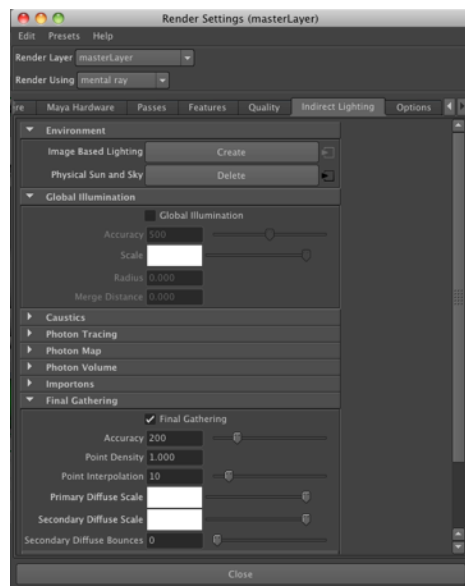 Render Settings (masterLayer)
Edit Presets Help
Render Layer masterLayer
Render Using mental ray
re Maya Hardware Passes Features Quality Indirect Lighting Options
Environment
Image Based Lighting Create
Physical Sun and Sky Delete
Global Illumination
Global Illumination
Accuracy 500
Scale
Radius 0.000
Merge Distance 0.000
Caustics
Photon Tracing
Photon Map
Photon Volume
Importons
Final Gathering
Final Gathering
Accuracy 200
Point Density 1.000
Point Interpolation 10
Primary Diffuse Scale
Secondary Diffuse Scale
Secondary Diffuse Bounces 0
Close